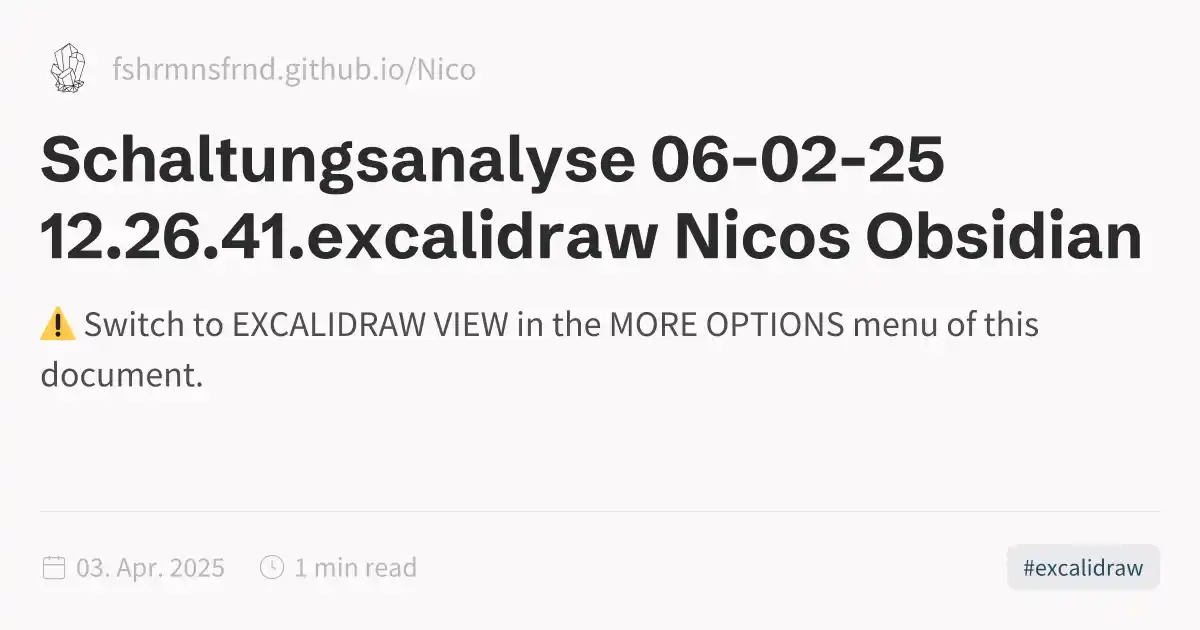 fshrmnsfrnd.github.io/Nico
Schaltungsanalyse 06-02-25
12.26.41.excalidraw Nicos Obsidian
⚠️ Switch to EXCALIDRAW VIEW in the MORE OPTIONS menu of this
document.
03. Apr. 2025 1 min read #excalidraw